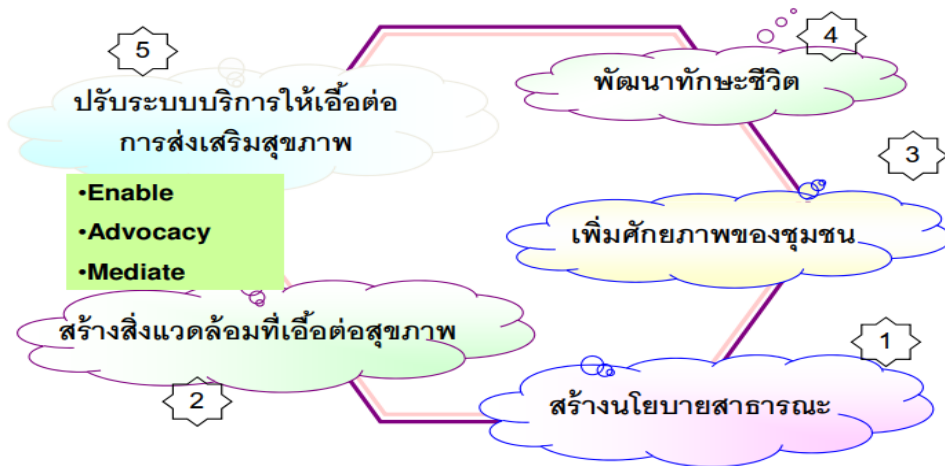 5
ปรับระบบบริการให้เอื้อต่อ
การส่งเสริมสุขภาพ
•Enable
•Advocacy
•Mediate
4
พัฒนาทักษะชีวิต
3
เพิ่มศักยภาพของชุมชน
สร้างสิ่งแวดล้อมที่เอื้อต่อสุขภาพ
2
1
สร้างนโยบายสาธารณะ